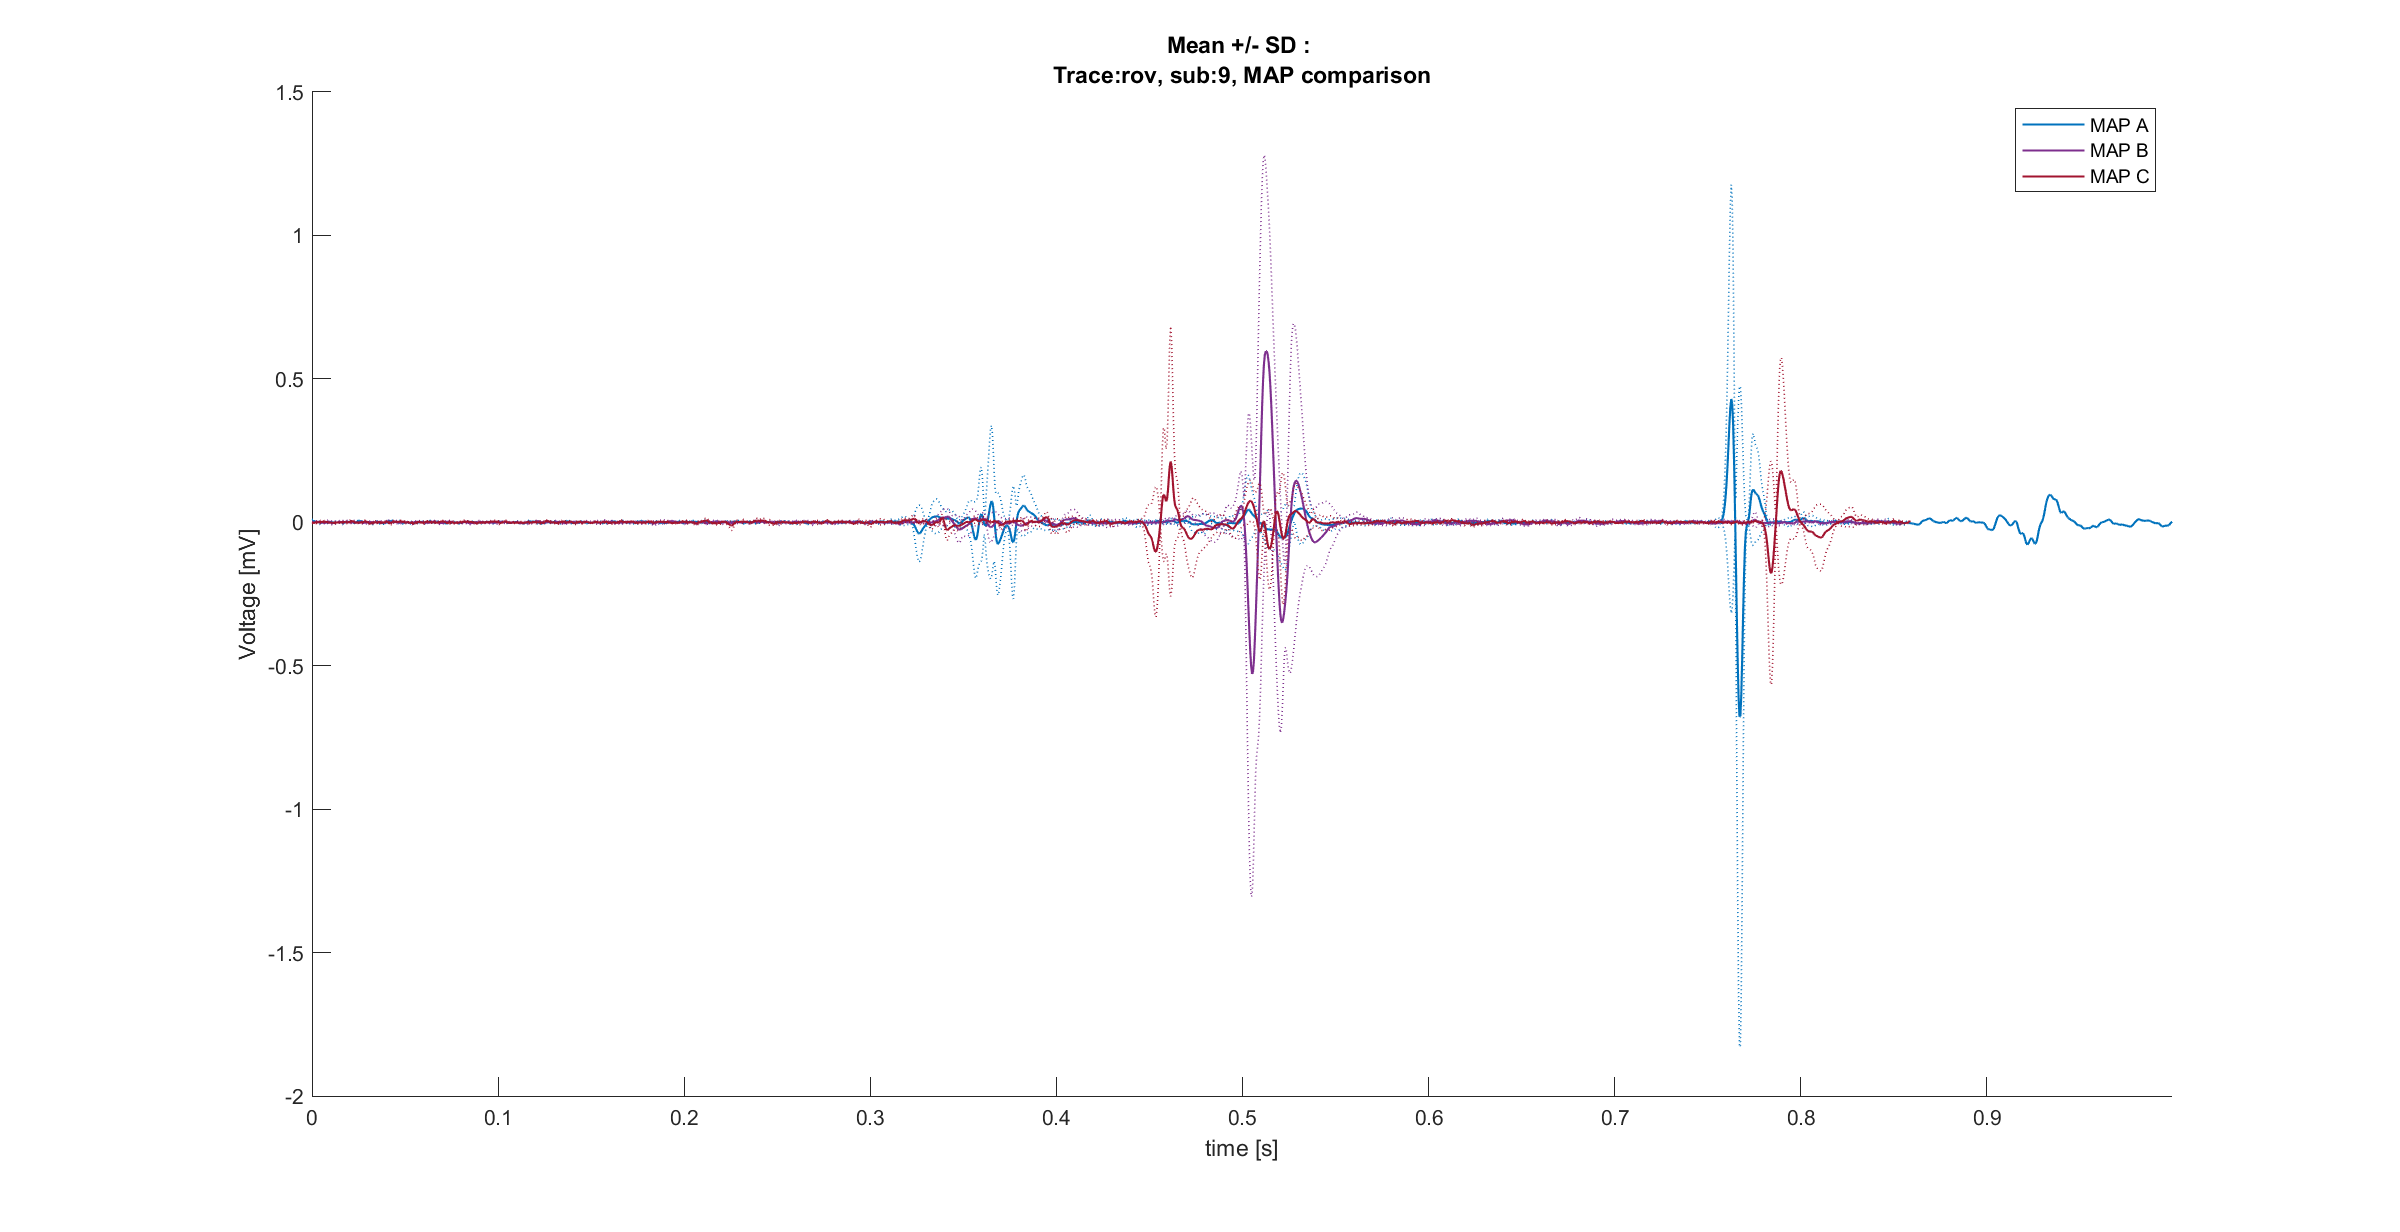 Mean +/- SD :
Trace:rov, sub:9, MAP comparison
1.5
1
0.5
0
-0.5
-1
-1.5
-2
Voltage [mV]
MAP A
MAP B
MAP C
0 0.1 0.2 0.3 0.4 0.5 0.6 0.7 0.8 0.9
time [s]